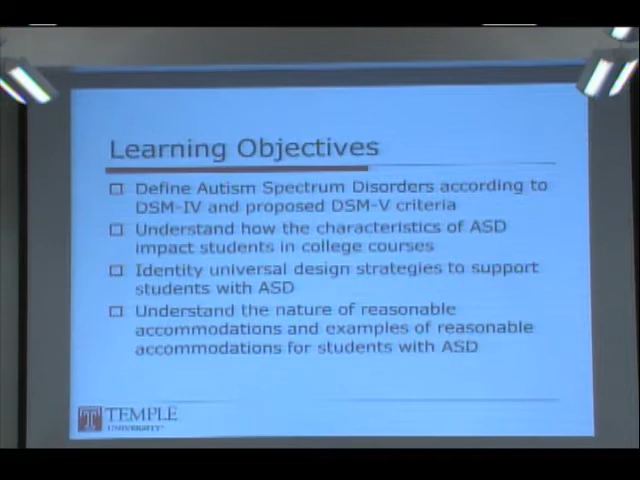 Learning Objectives
Define Autism Spectrum Disorders according to
DSM-IV and proposed DSM-V criteria
Understand how the characteristics of ASD
impact students in college courses
Identity universal design strategies to support
students with ASD
Understand the nature of reasonable
accommodations and examples of reasonable
accommodations for students with ASD
TEMPLE
UNIVERSITY